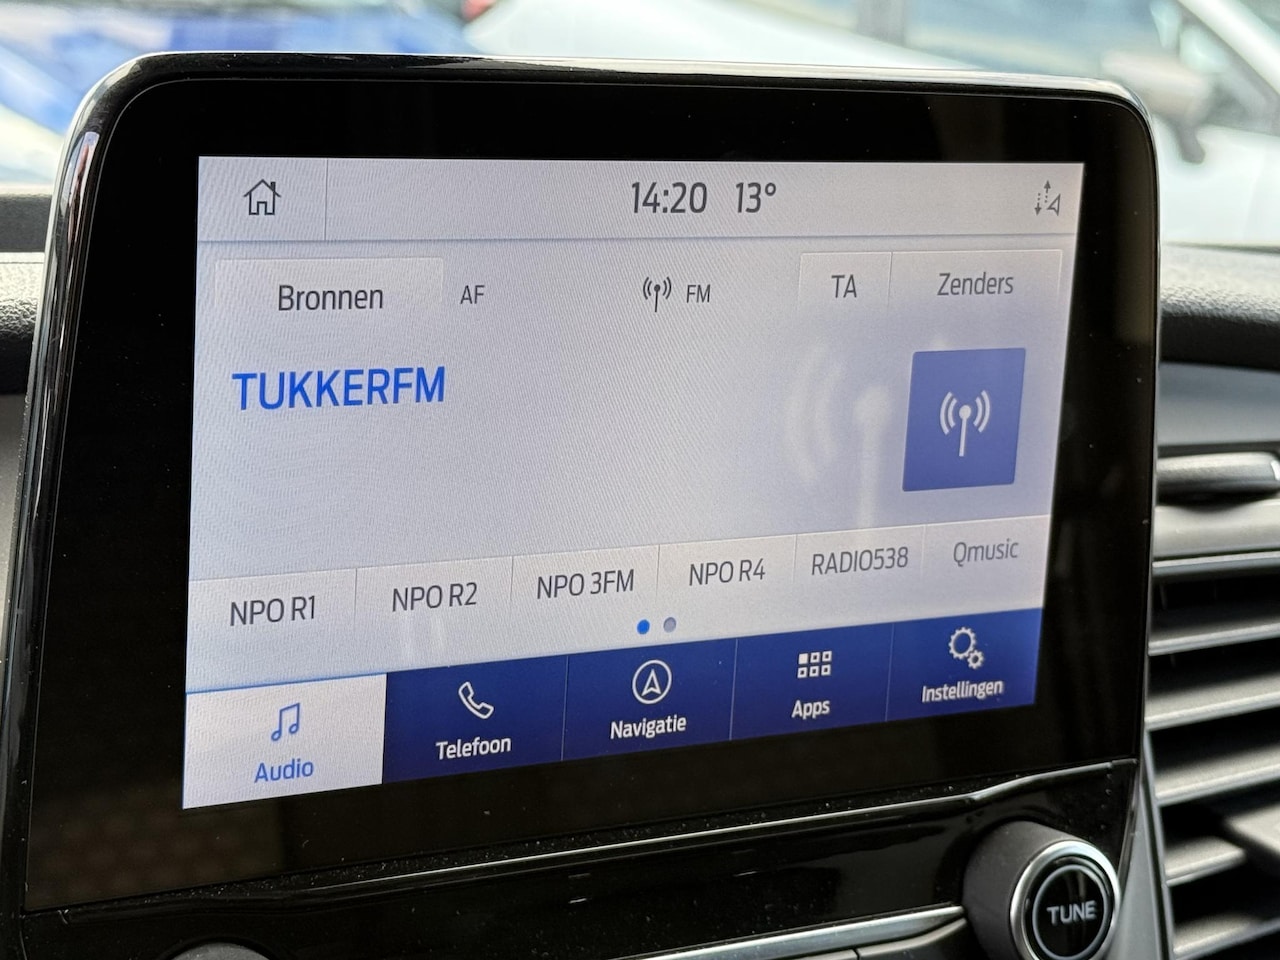 14:20 13°
Bronnen AF FM TA Zenders
TUKKERFM
NPO R1 NPO R2 NPO 3FM NPO R4 RADIO538 Qmusic
Audio Telefoon Navigatie Apps Instellingen
TUNE